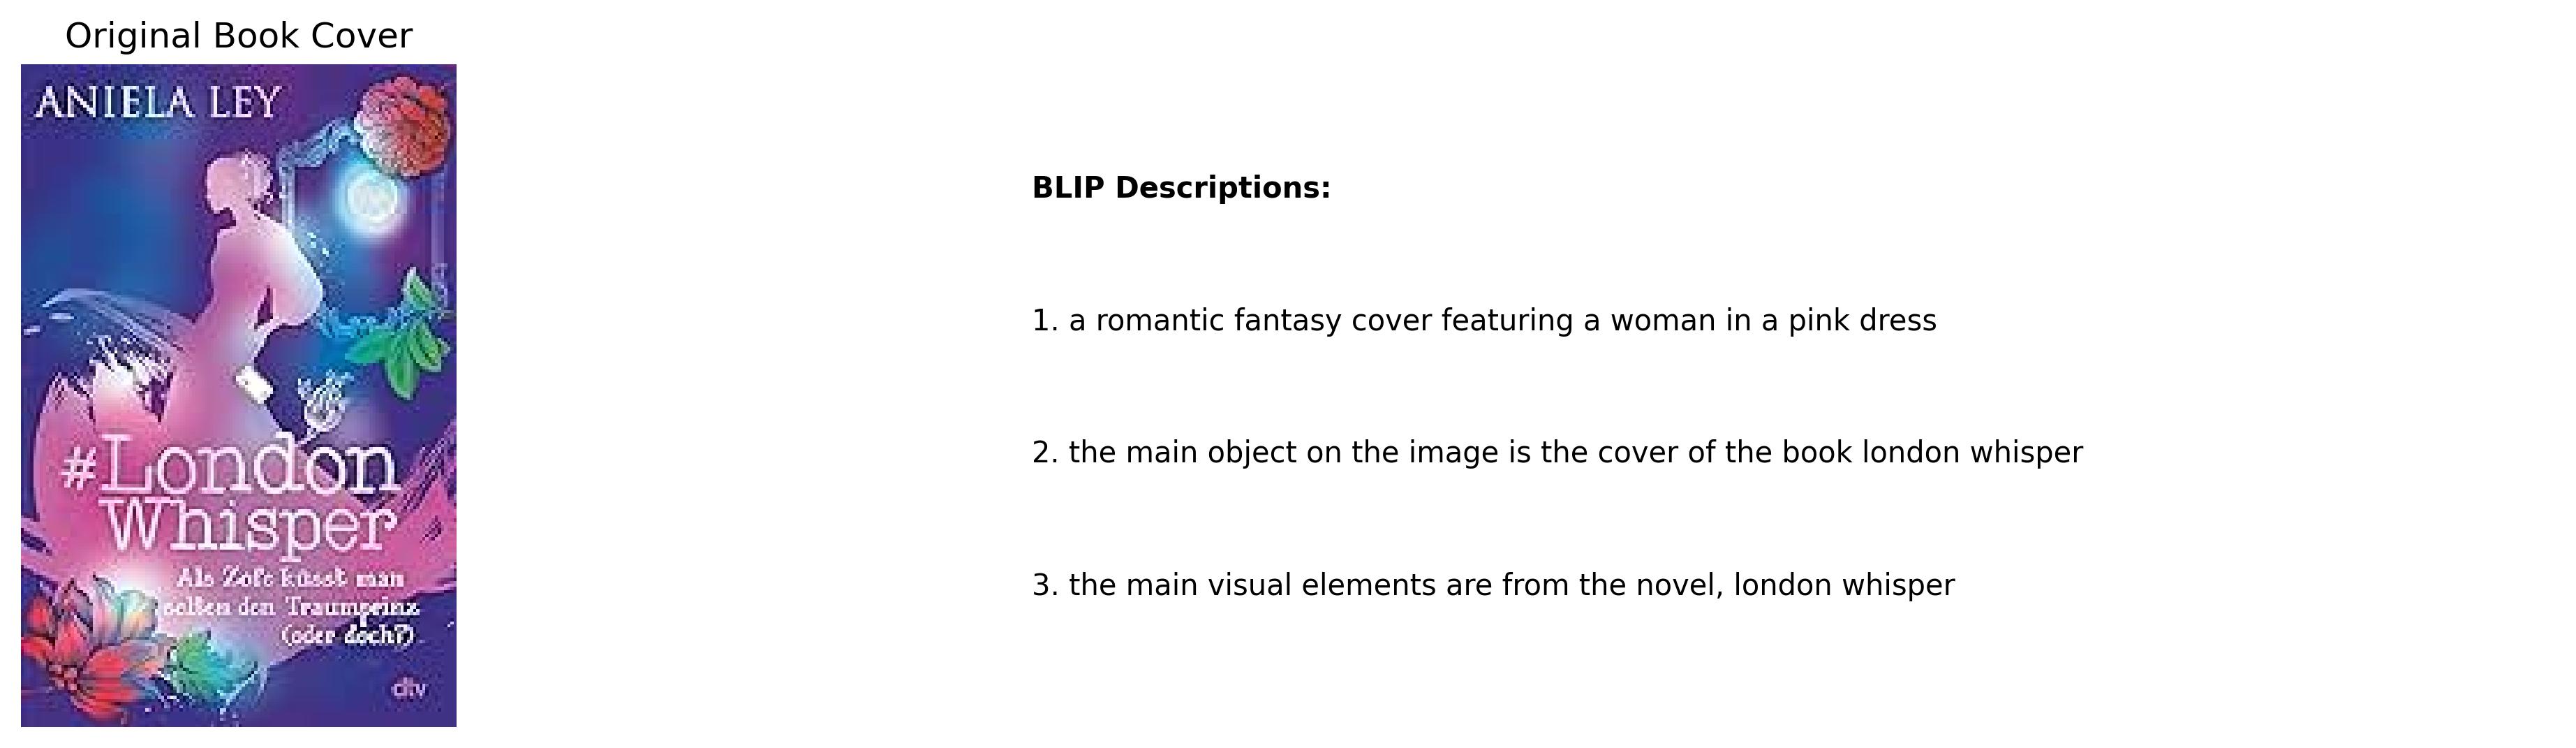 Original Book Cover
ANIELA LEY
#London
Whisper
Als Zofe küsst man
selten den Traumprinz
(oder doch?)
dtv
BLIP Descriptions:
1. a romantic fantasy cover featuring a woman in a pink dress
2. the main object on the image is the cover of the book london whisper
3. the main visual elements are from the novel, london whisper